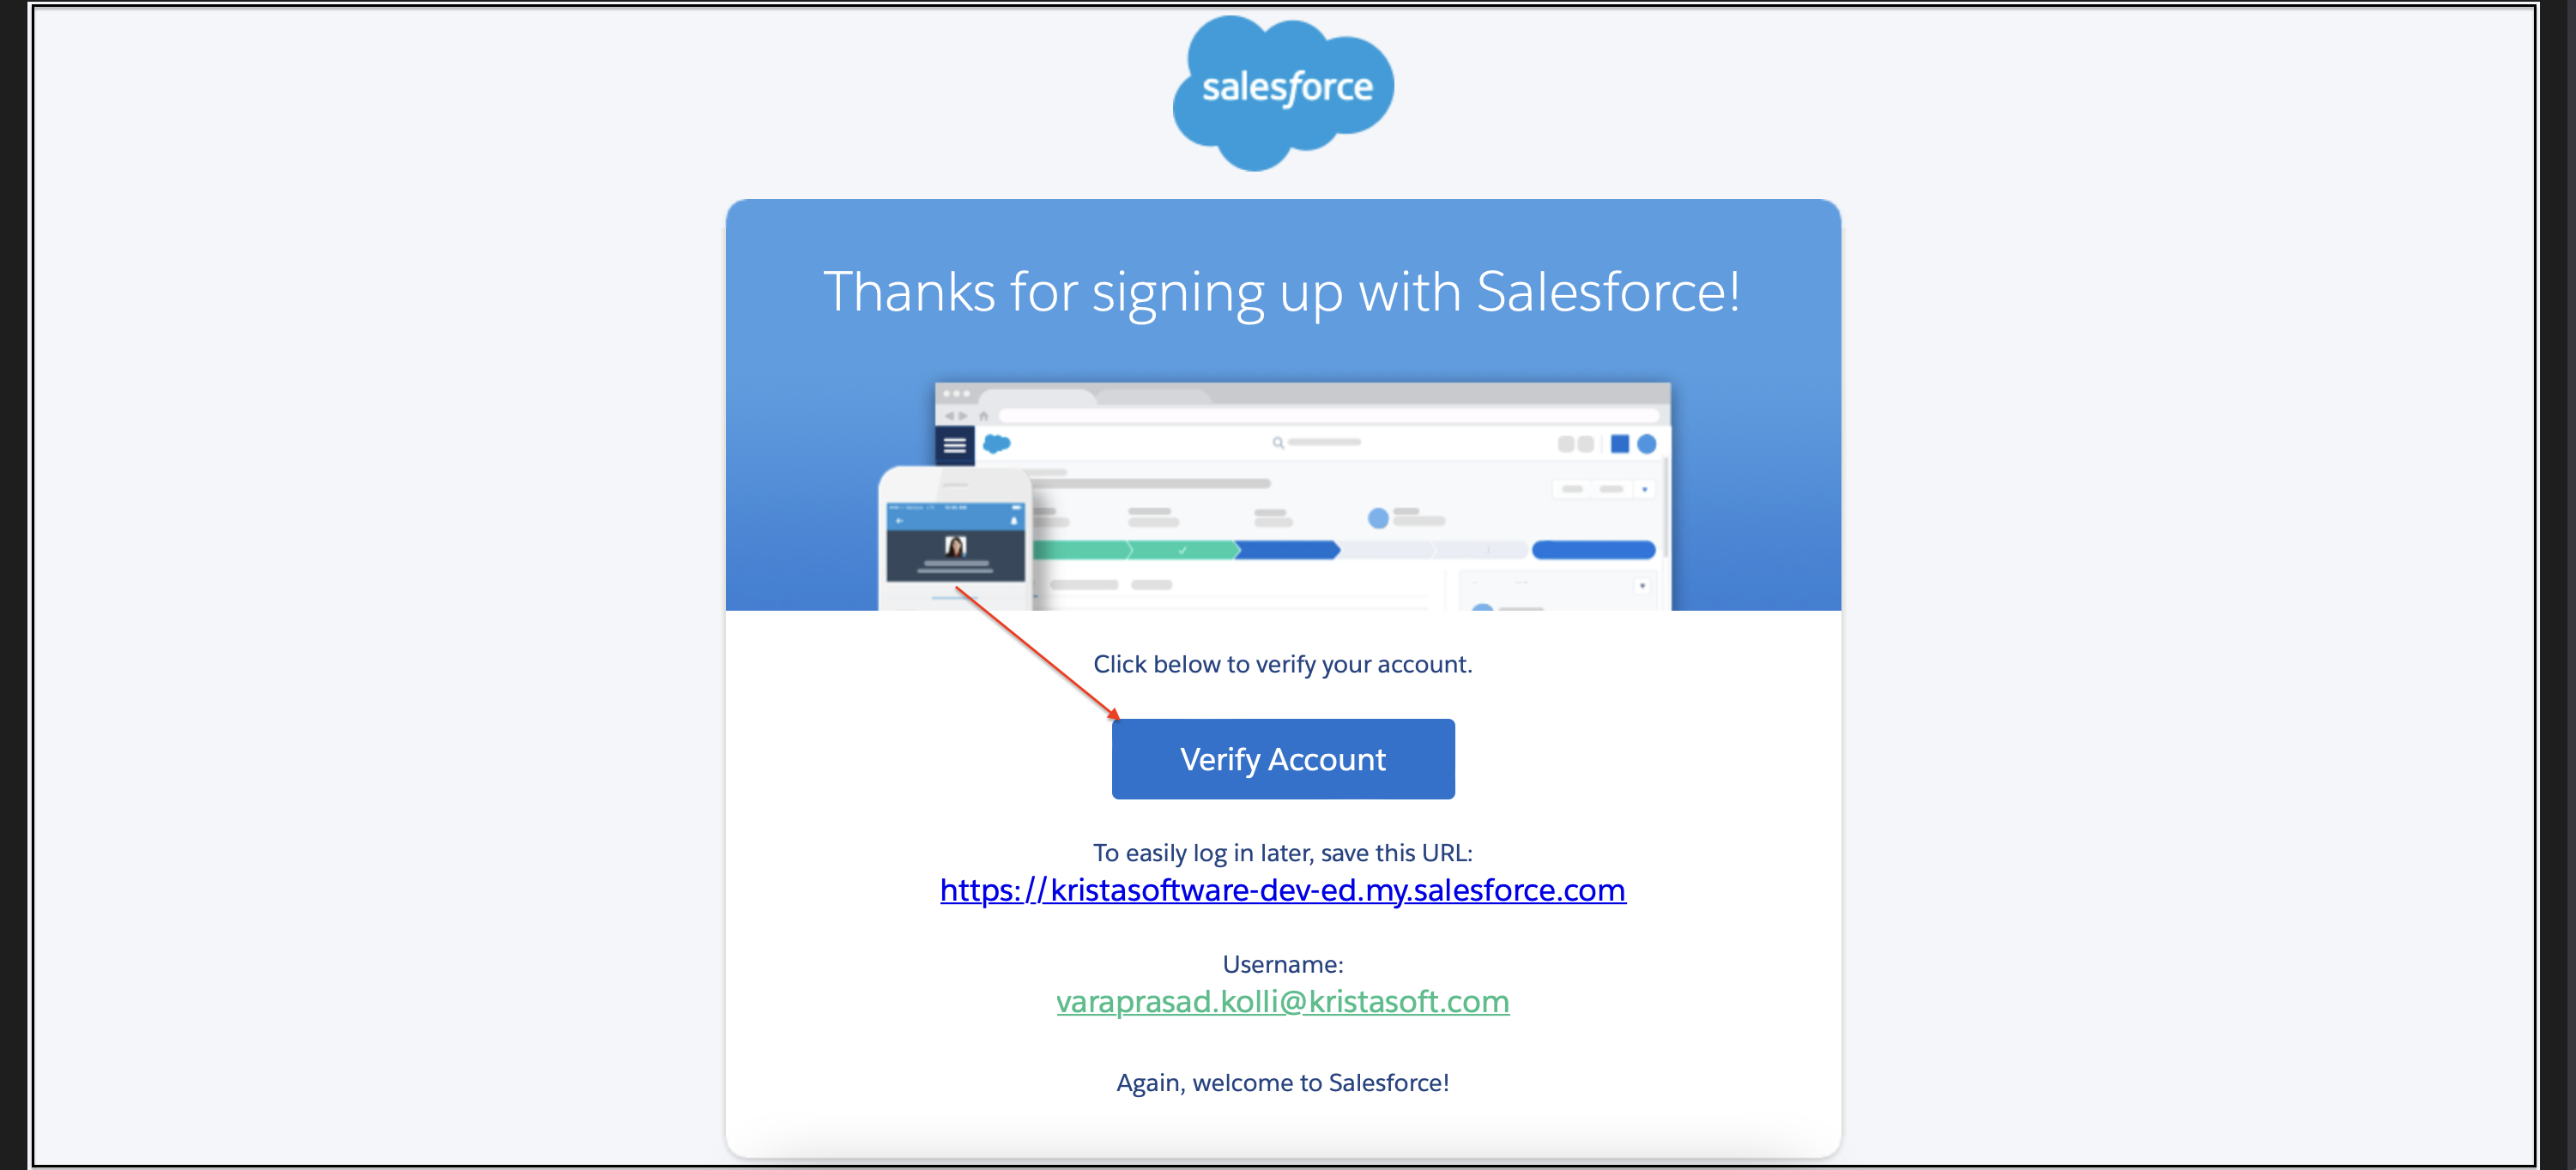 salesforce
Thanks for signing up with Salesforce!
Click below to verify your account.
Verify Account
To easily log in later, save this URL:
https://kristasoftware-dev-ed.my.salesforce.com
Username:
varaprasad.kolli@kristasoft.com
Again, welcome to Salesforce!